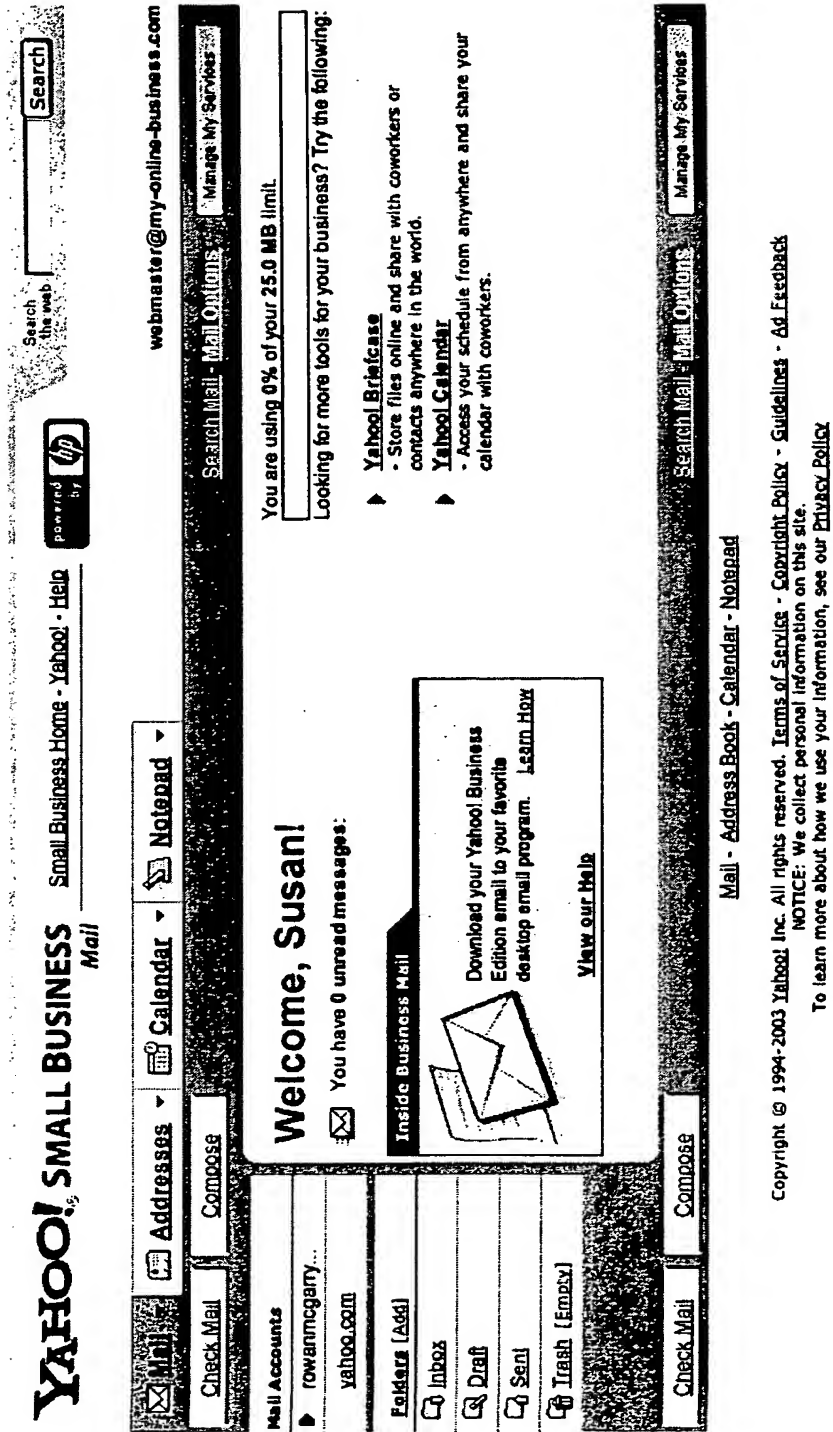 YAHOO! SMALL BUSINESS
Mail
Small Business Home - Yahoo! - Help
powered by hp
Search the web
Search
Mail
Addresses
Calendar
Notepad
webmaster@my-online-business.com
Check Mail
Compose
Search Mail - Mail Options
Manage My Services
Mail Accounts
rowanmcgarry...
yahoo.com
Folders [Add]
Inbox
Draft
Sent
Trash [Empty]
Welcome, Susan!
You have 0 unread messages:
Inside Business Mail
Download your Yahoo! Business
Edition email to your favorite
desktop email program. Learn How
View our Help
You are using 0% of your 25.0 MB limit.
Looking for more tools for your business? Try the following:
Yahoo! Briefcase
- Store files online and share with coworkers or
contacts anywhere in the world.
Yahoo! Calendar
- Access your schedule from anywhere and share your
calendar with coworkers.
Check Mail
Compose
Search Mail - Mail Options
Manage My Services
Mail - Address Book - Calendar - Notepad
Copyright © 1994-2003 Yahoo! Inc. All rights reserved. Terms of Service - Copyright Policy - Guidelines - Ad Feedback
NOTICE: We collect personal information on this site.
To learn more about how we use your information, see our Privacy Policy